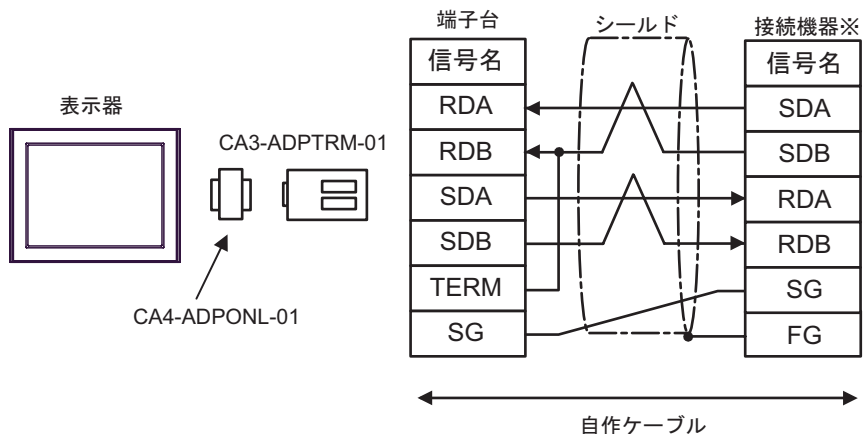 表示器
CA3-ADPTRM-01
CA4-ADPONL-01
端子台
信号名
RDA
RDB
SDA
SDB
TERM
SG
シールド
接続機器※
信号名
SDA
SDB
RDA
RDB
SG
FG
自作ケーブル